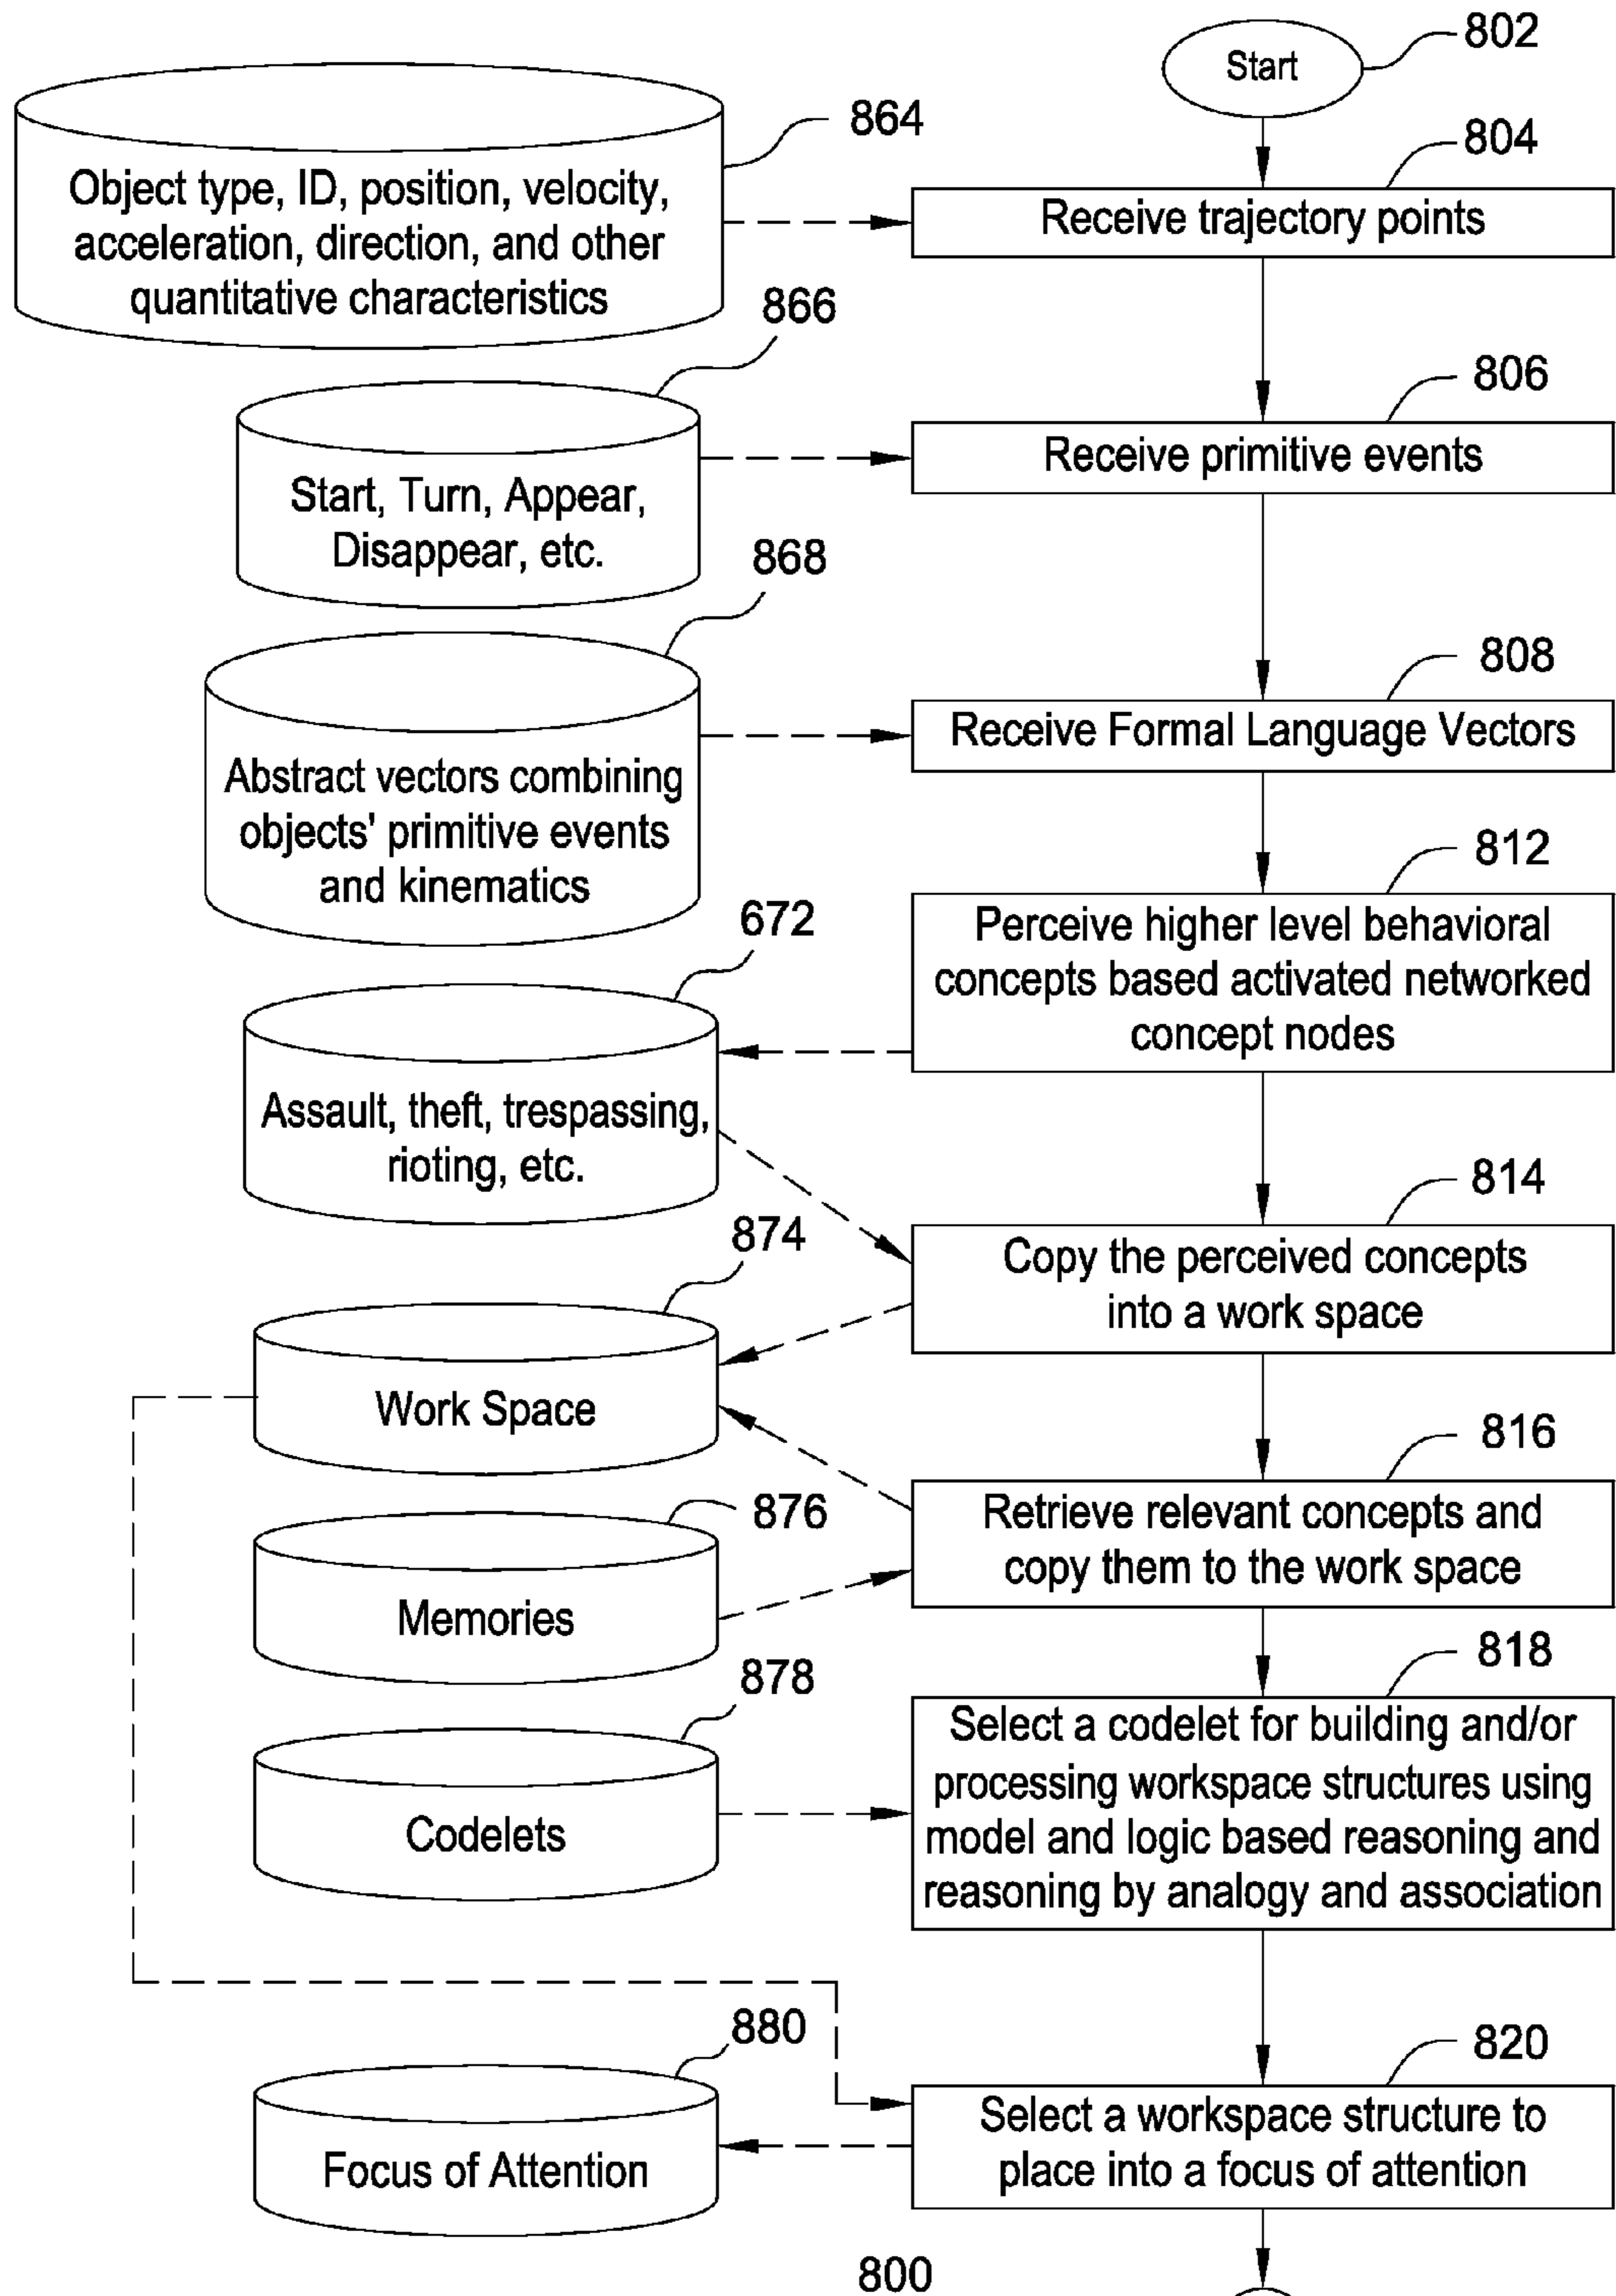 Start
802
864
804
Object type, ID, position, velocity,
acceleration, direction, and other
quantitative characteristics
Receive trajectory points
866
806
Start, Turn, Appear,
Disappear, etc.
Receive primitive events
868
808
Abstract vectors combining
objects' primitive events
and kinematics
Receive Formal Language Vectors
812
Perceive higher level behavioral
concepts based activated networked
concept nodes
672
Assault, theft, trespassing,
rioting, etc.
814
Copy the perceived concepts
into a work space
874
Work Space
816
Retrieve relevant concepts and
copy them to the work space
876
Memories
818
Select a codelet for building and/or
processing workspace structures using
model and logic based reasoning and
reasoning by analogy and association
878
Codelets
880
820
Focus of Attention
Select a workspace structure to
place into a focus of attention
800